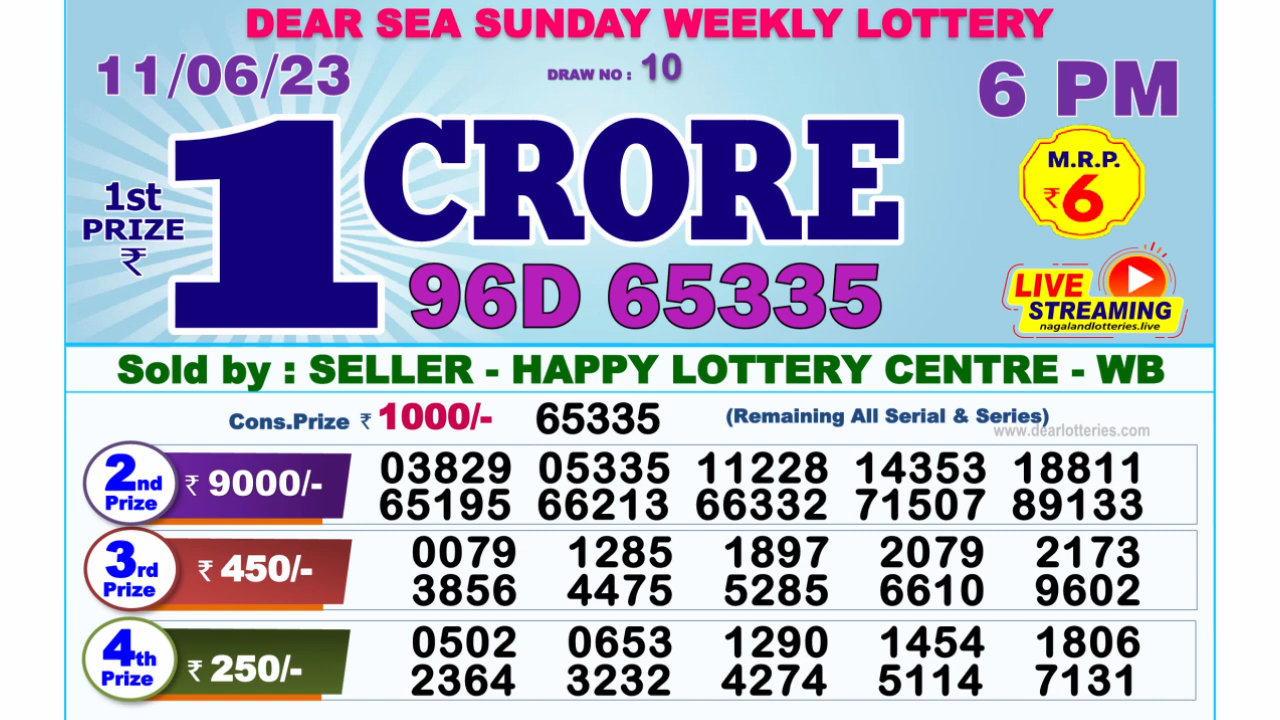 DEAR SEA SUNDAY WEEKLY LOTTERY
11/06/23
DRAW NO : 10
6 PM
1st
PRIZE
₹
1 CRORE
96D 65335
M.R.P.
₹6
LIVE
STREAMING
nagalandlotteries.live
Sold by : SELLER - HAPPY LOTTERY CENTRE - WB
Cons.Prize ₹ 1000/- 65335 (Remaining All Serial & Series)
www.dearlotteries.com
2nd Prize ₹ 9000/-
03829 05335 11228 14353 18811
65195 66213 66332 71507 89133
3rd Prize ₹ 450/-
0079 1285 1897 2079 2173
3856 4475 5285 6610 9602
4th Prize ₹ 250/-
0502 0653 1290 1454 1806
2364 3232 4274 5114 7131